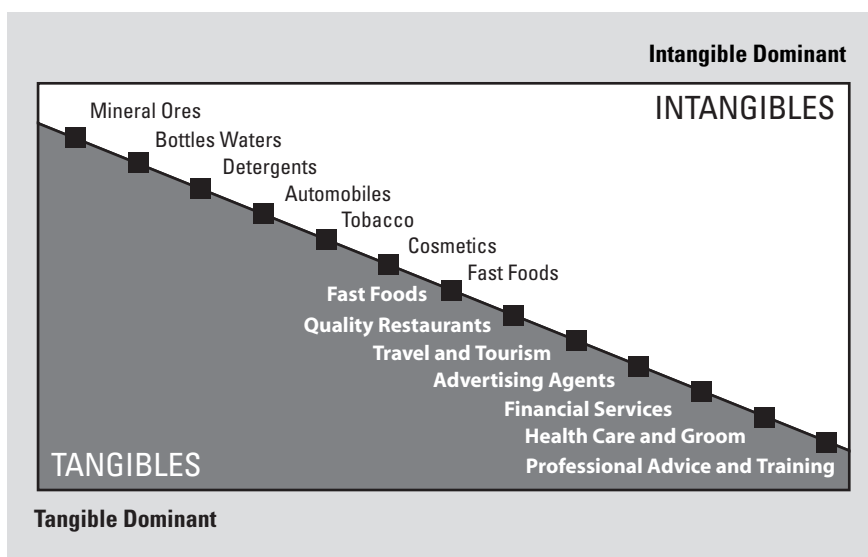 Intangible Dominant
INTANGIBLES
Mineral Ores
Bottles Waters
Detergents
Automobiles
Tobacco
Cosmetics
Fast Foods
Fast Foods
Quality Restaurants
Travel and Tourism
Advertising Agents
Financial Services
Health Care and Groom
Professional Advice and Training
TANGIBLES
Tangible Dominant